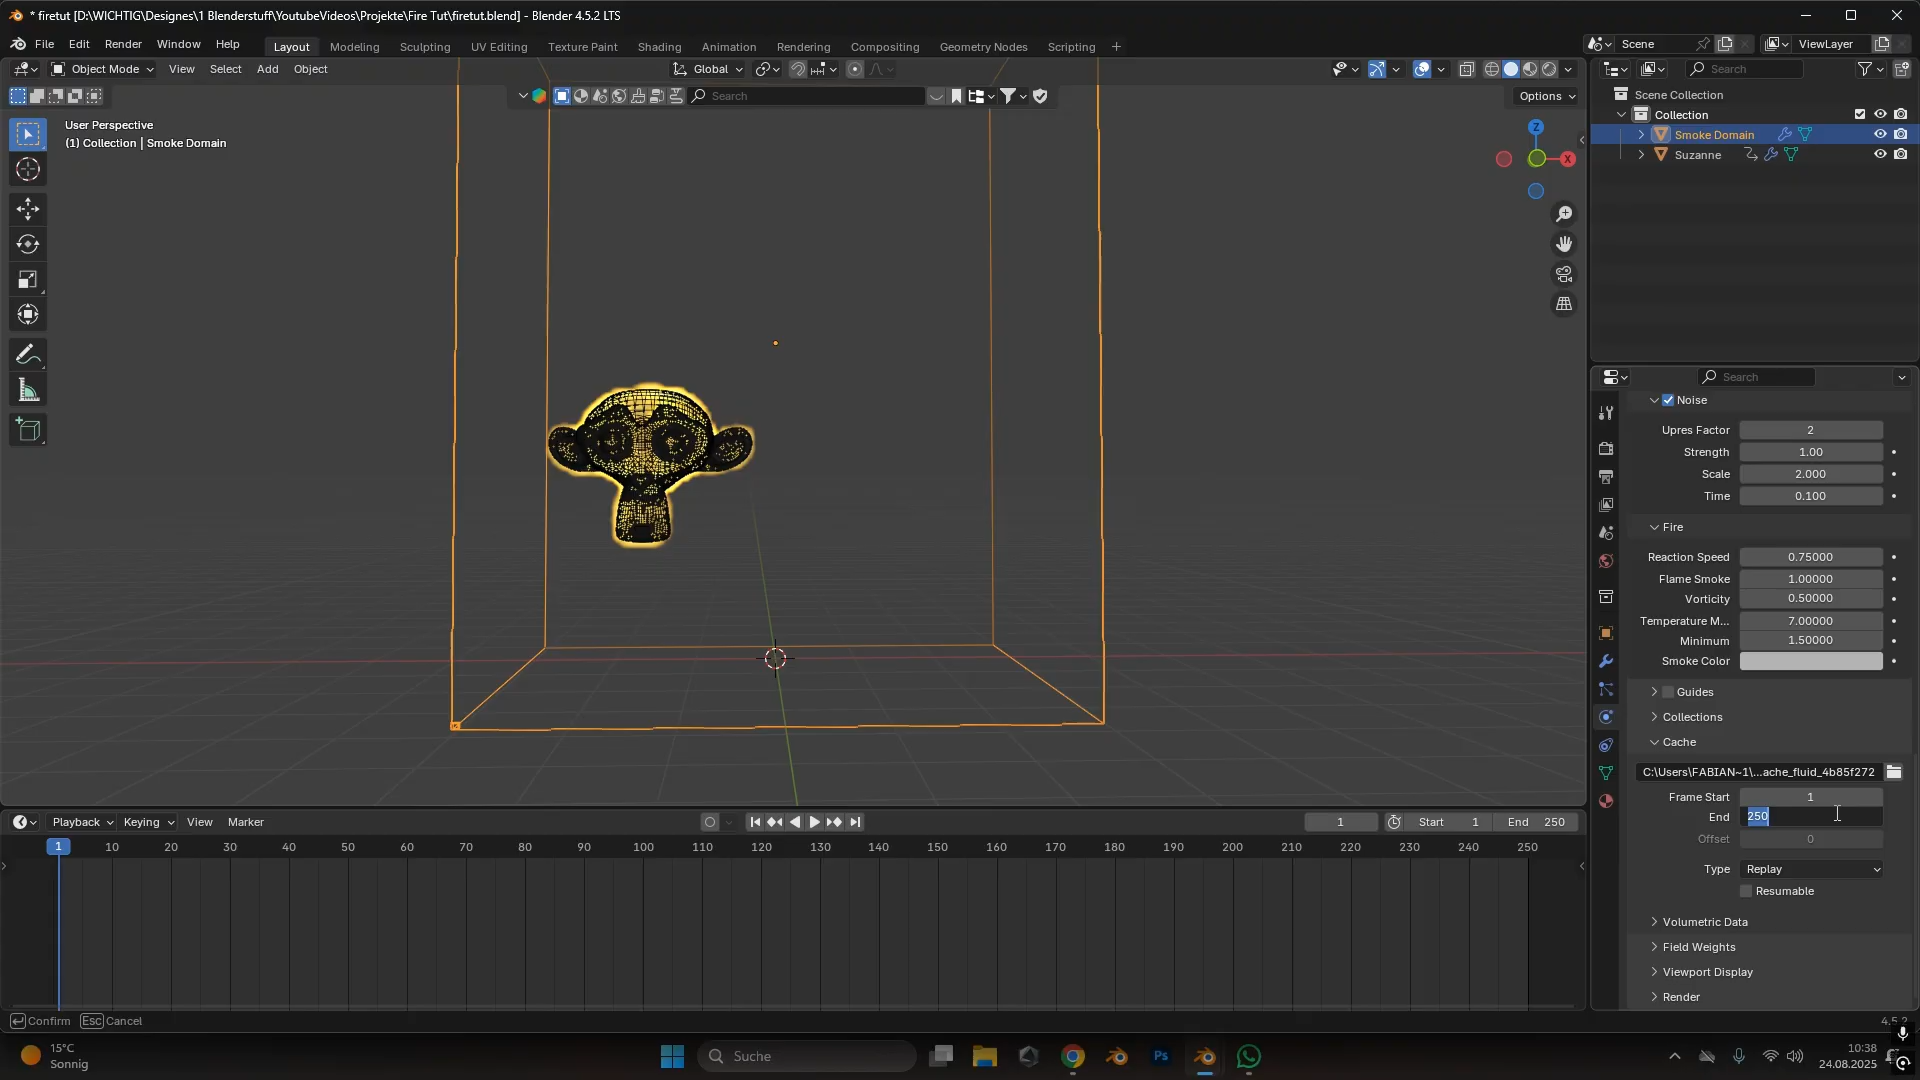 * firetut [D:\WICHTIG\Designes\1 Blenderstuff\YoutubeVideos\Projekte\Fire Tut\firetut.blend] - Blender 4.5.2 LTS
File Edit Render Window Help Layout Modeling Sculpting UV Editing Texture Paint Shading Animation Rendering Compositing Geometry Nodes Scripting + Scene ViewLayer
Object Mode View Select Add Object Global Search
Search Options
User Perspective
(1) Collection | Smoke Domain
Z
X
Scene Collection
Collection
Smoke Domain
Suzanne
Search
Noise
Upres Factor 2
Strength 1.00
Scale 2.000
Time 0.100
Fire
Reaction Speed 0.75000
Flame Smoke 1.00000
Vorticity 0.50000
Temperature M... 7.00000
Minimum 1.50000
Smoke Color
Guides
Collections
Cache
C:\Users\FABIAN~1\...ache_fluid_4b85f272
Frame Start 1
End 250
Offset 0
Type Replay
Resumable
Volumetric Data
Field Weights
Viewport Display
Render
Playback Keying View Marker 1 Start 1 End 250
1 10 20 30 40 50 60 70 80 90 100 110 120 130 140 150 160 170 180 190 200 210 220 230 240 250
Confirm Esc Cancel
4.5.2
15°C
Sonnig
Suche
Ps
10:38
24.08.2025